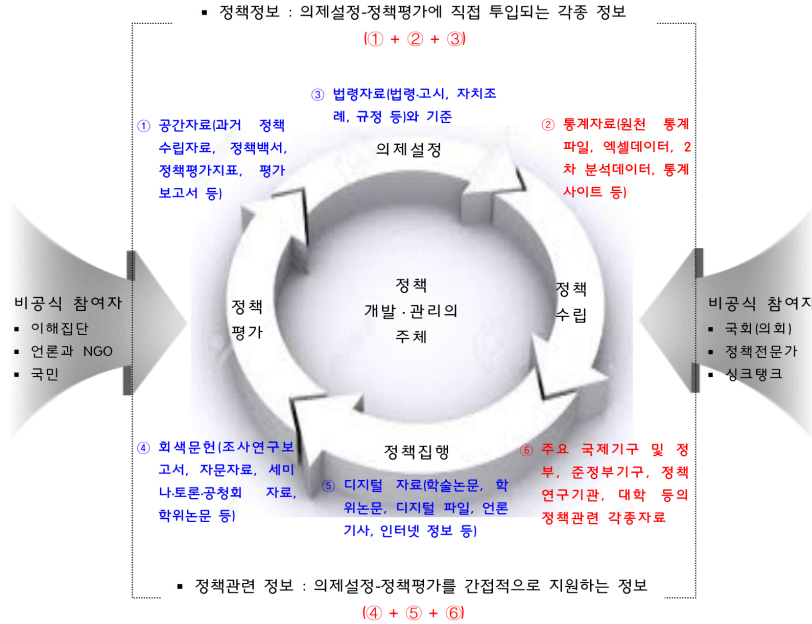 ▪ 정책정보 : 의제설정-정책평가에 직접 투입되는 각종 정보
(① + ② + ③)
③ 법령자료(법령·고시, 자치조
례, 규정 등)와 기준
① 공간자료(과거 정책
수립자료, 정책백서,
정책평가지표, 평가
보고서 등)
② 통계자료(원천 통계
파일, 엑셀데이터, 2
차 분석데이터, 통계
사이트 등)
의제설정
정책
개발·관리의
주체
정책
평가
정책
수립
정책집행
비공식 참여자
▪ 이해집단
▪ 언론과 NGO
▪ 국민
비공식 참여자
▪ 국회(의회)
▪ 정책전문가
▪ 싱크탱크
④ 회색문헌(조사연구보
고서, 자문자료, 세미
나·토론·공청회 자료,
학위논문 등)
⑤ 디지털 자료(학술논문, 학
위논문, 디지털 파일, 언론
기사, 인터넷 정보 등)
⑥ 주요 국제기구 및 정
부, 준정부기구, 정책
연구기관, 대학 등의
정책관련 각종자료
▪ 정책관련 정보 : 의제설정-정책평가를 간접적으로 지원하는 정보
(④ + ⑤ + ⑥)